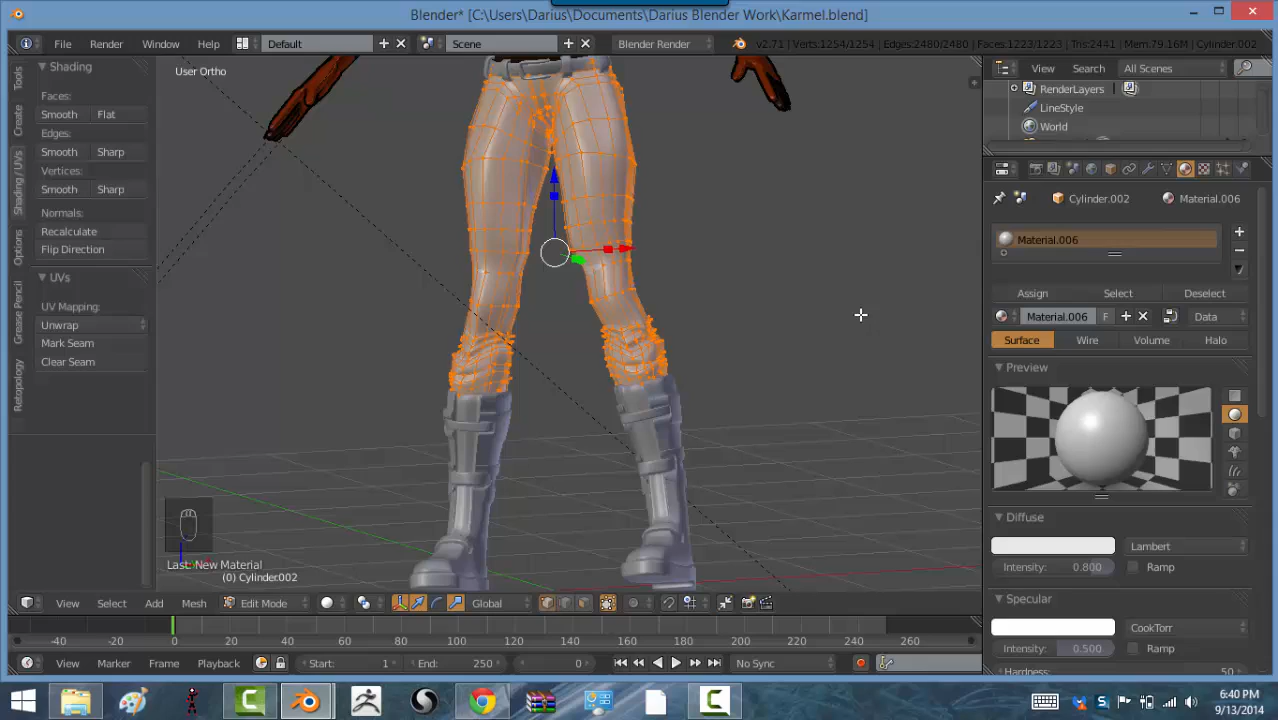 Blender* [C:\Users\Darius\Documents\Darius Blender Work\Karmel.blend]
File Render Window Help Default Scene Blender Render v2.71 | Verts:1254/1254 | Edges:2480/2480 | Faces:1223/1223 | Tris:2441 | Mem:79.16M | Cylinder.002
Shading
Faces:
Smooth Flat
Edges:
Smooth Sharp
Vertices:
Smooth Sharp
Normals:
Recalculate
Flip Direction
UVs
UV Mapping:
Unwrap
Mark Seam
Clear Seam
Tools
Create
Shading / UVs
Options
Grease Pencil
Retopology
User Ortho
Last: New Material
(0) Cylinder.002
View Select Add Mesh Edit Mode Global
-40 -20 0 20 40 60 80 100 120 140 160 180 200 220 240 260
View Marker Frame Playback Start: 1 End: 250 0 No Sync
View Search All Scenes
RenderLayers
LineStyle
World
Cylinder.002 Material.006
Material.006
Assign Select Deselect
Material.006 F Data
Surface Wire Volume Halo
Preview
Diffuse
Lambert
Intensity: 0.800 Ramp
Specular
CookTorr
Intensity: 0.500 Ramp
Hardness: 50
6:40 PM
9/13/2014